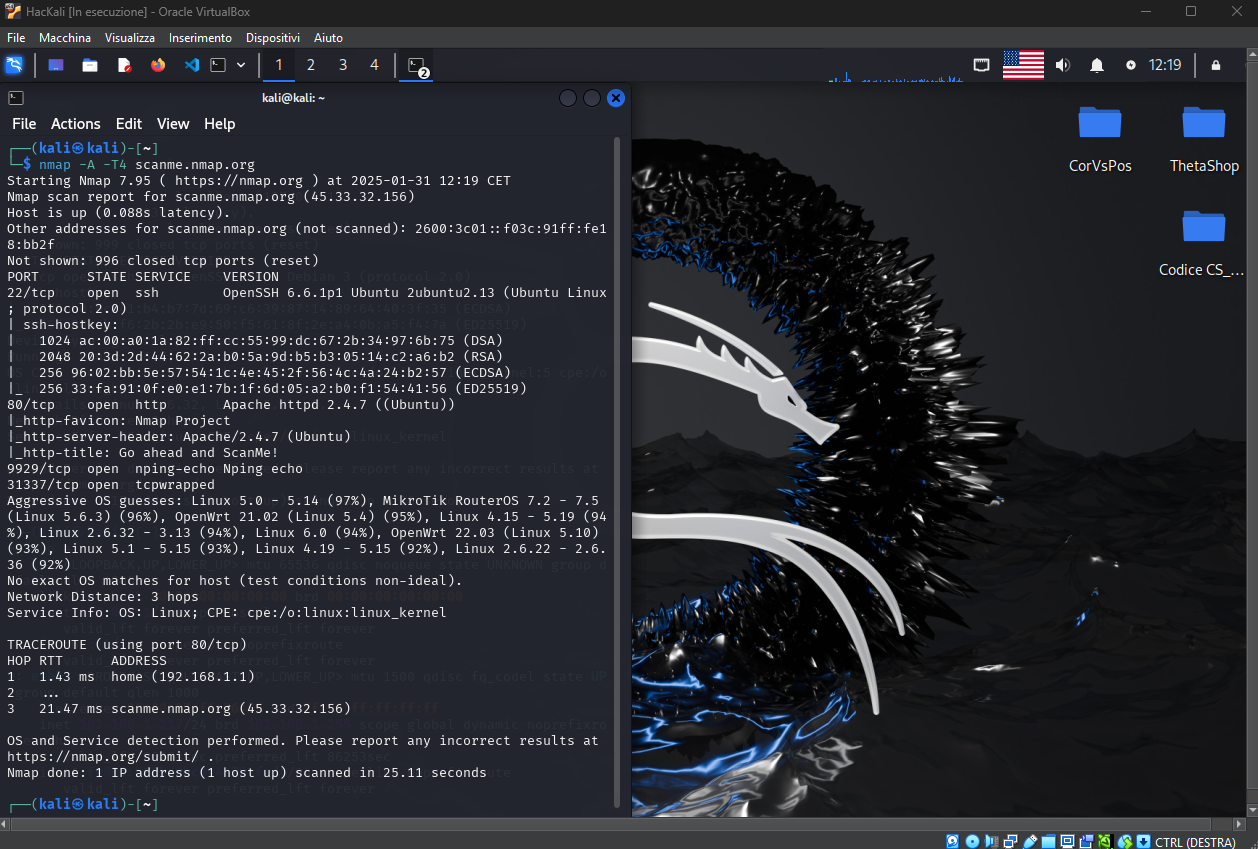 HacKali [In esecuzione] - Oracle VirtualBox
File Macchina Visualizza Inserimento Dispositivi Aiuto
1 2 3 4 2 12:19
kali@kali: ~
File Actions Edit View Help
CorVsPos ThetaShop
Codice CS_...
┌──(kali㉿kali)-[~]
└─$ nmap -A -T4 scanme.nmap.org
Starting Nmap 7.95 ( https://nmap.org ) at 2025-01-31 12:19 CET
Nmap scan report for scanme.nmap.org (45.33.32.156)
Host is up (0.088s latency).
Other addresses for scanme.nmap.org (not scanned): 2600:3c01::f03c:91ff:fe1
8:bb2f
Not shown: 996 closed tcp ports (reset)
PORT      STATE SERVICE    VERSION
22/tcp    open  ssh        OpenSSH 6.6.1p1 Ubuntu 2ubuntu2.13 (Ubuntu Linux
; protocol 2.0)
| ssh-hostkey:
|   1024 ac:00:a0:1a:82:ff:cc:55:99:dc:67:2b:34:97:6b:75 (DSA)
|   2048 20:3d:2d:44:62:2a:b0:5a:9d:b5:b3:05:14:c2:a6:b2 (RSA)
|   256 96:02:bb:5e:57:54:1c:4e:45:2f:56:4c:4a:24:b2:57 (ECDSA)
|_  256 33:fa:91:0f:e0:e1:7b:1f:6d:05:a2:b0:f1:54:41:56 (ED25519)
80/tcp    open  http       Apache httpd 2.4.7 ((Ubuntu))
|_http-favicon: Nmap Project
|_http-server-header: Apache/2.4.7 (Ubuntu)
|_http-title: Go ahead and ScanMe!
9929/tcp  open  nping-echo Nping echo
31337/tcp open  tcpwrapped
Aggressive OS guesses: Linux 5.0 - 5.14 (97%), MikroTik RouterOS 7.2 - 7.5
(Linux 5.6.3) (96%), OpenWrt 21.02 (Linux 5.4) (95%), Linux 4.15 - 5.19 (94
%), Linux 2.6.32 - 3.13 (94%), Linux 6.0 (94%), OpenWrt 22.03 (Linux 5.10)
(93%), Linux 5.1 - 5.15 (93%), Linux 4.19 - 5.15 (92%), Linux 2.6.22 - 2.6.
36 (92%)
No exact OS matches for host (test conditions non-ideal).
Network Distance: 3 hops
Service Info: OS: Linux; CPE: cpe:/o:linux:linux_kernel
TRACEROUTE (using port 80/tcp)
HOP RTT      ADDRESS
1   1.43 ms  home (192.168.1.1)
2   ...
3   21.47 ms scanme.nmap.org (45.33.32.156)
OS and Service detection performed. Please report any incorrect results at
https://nmap.org/submit/ .
Nmap done: 1 IP address (1 host up) scanned in 25.11 seconds
┌──(kali㉿kali)-[~]
CTRL (DESTRA)